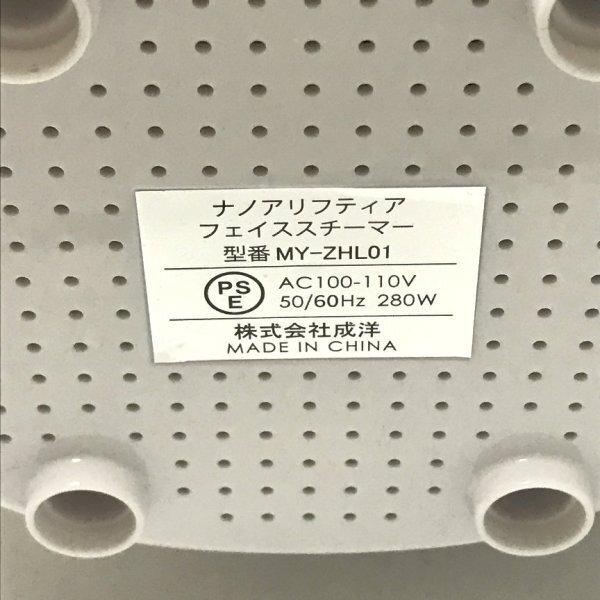 ナノアリフティア
フェイススチーマー
型番 MY-ZHL01
PSE
AC100-110V
50/60Hz 280W
株式会社成洋
MADE IN CHINA